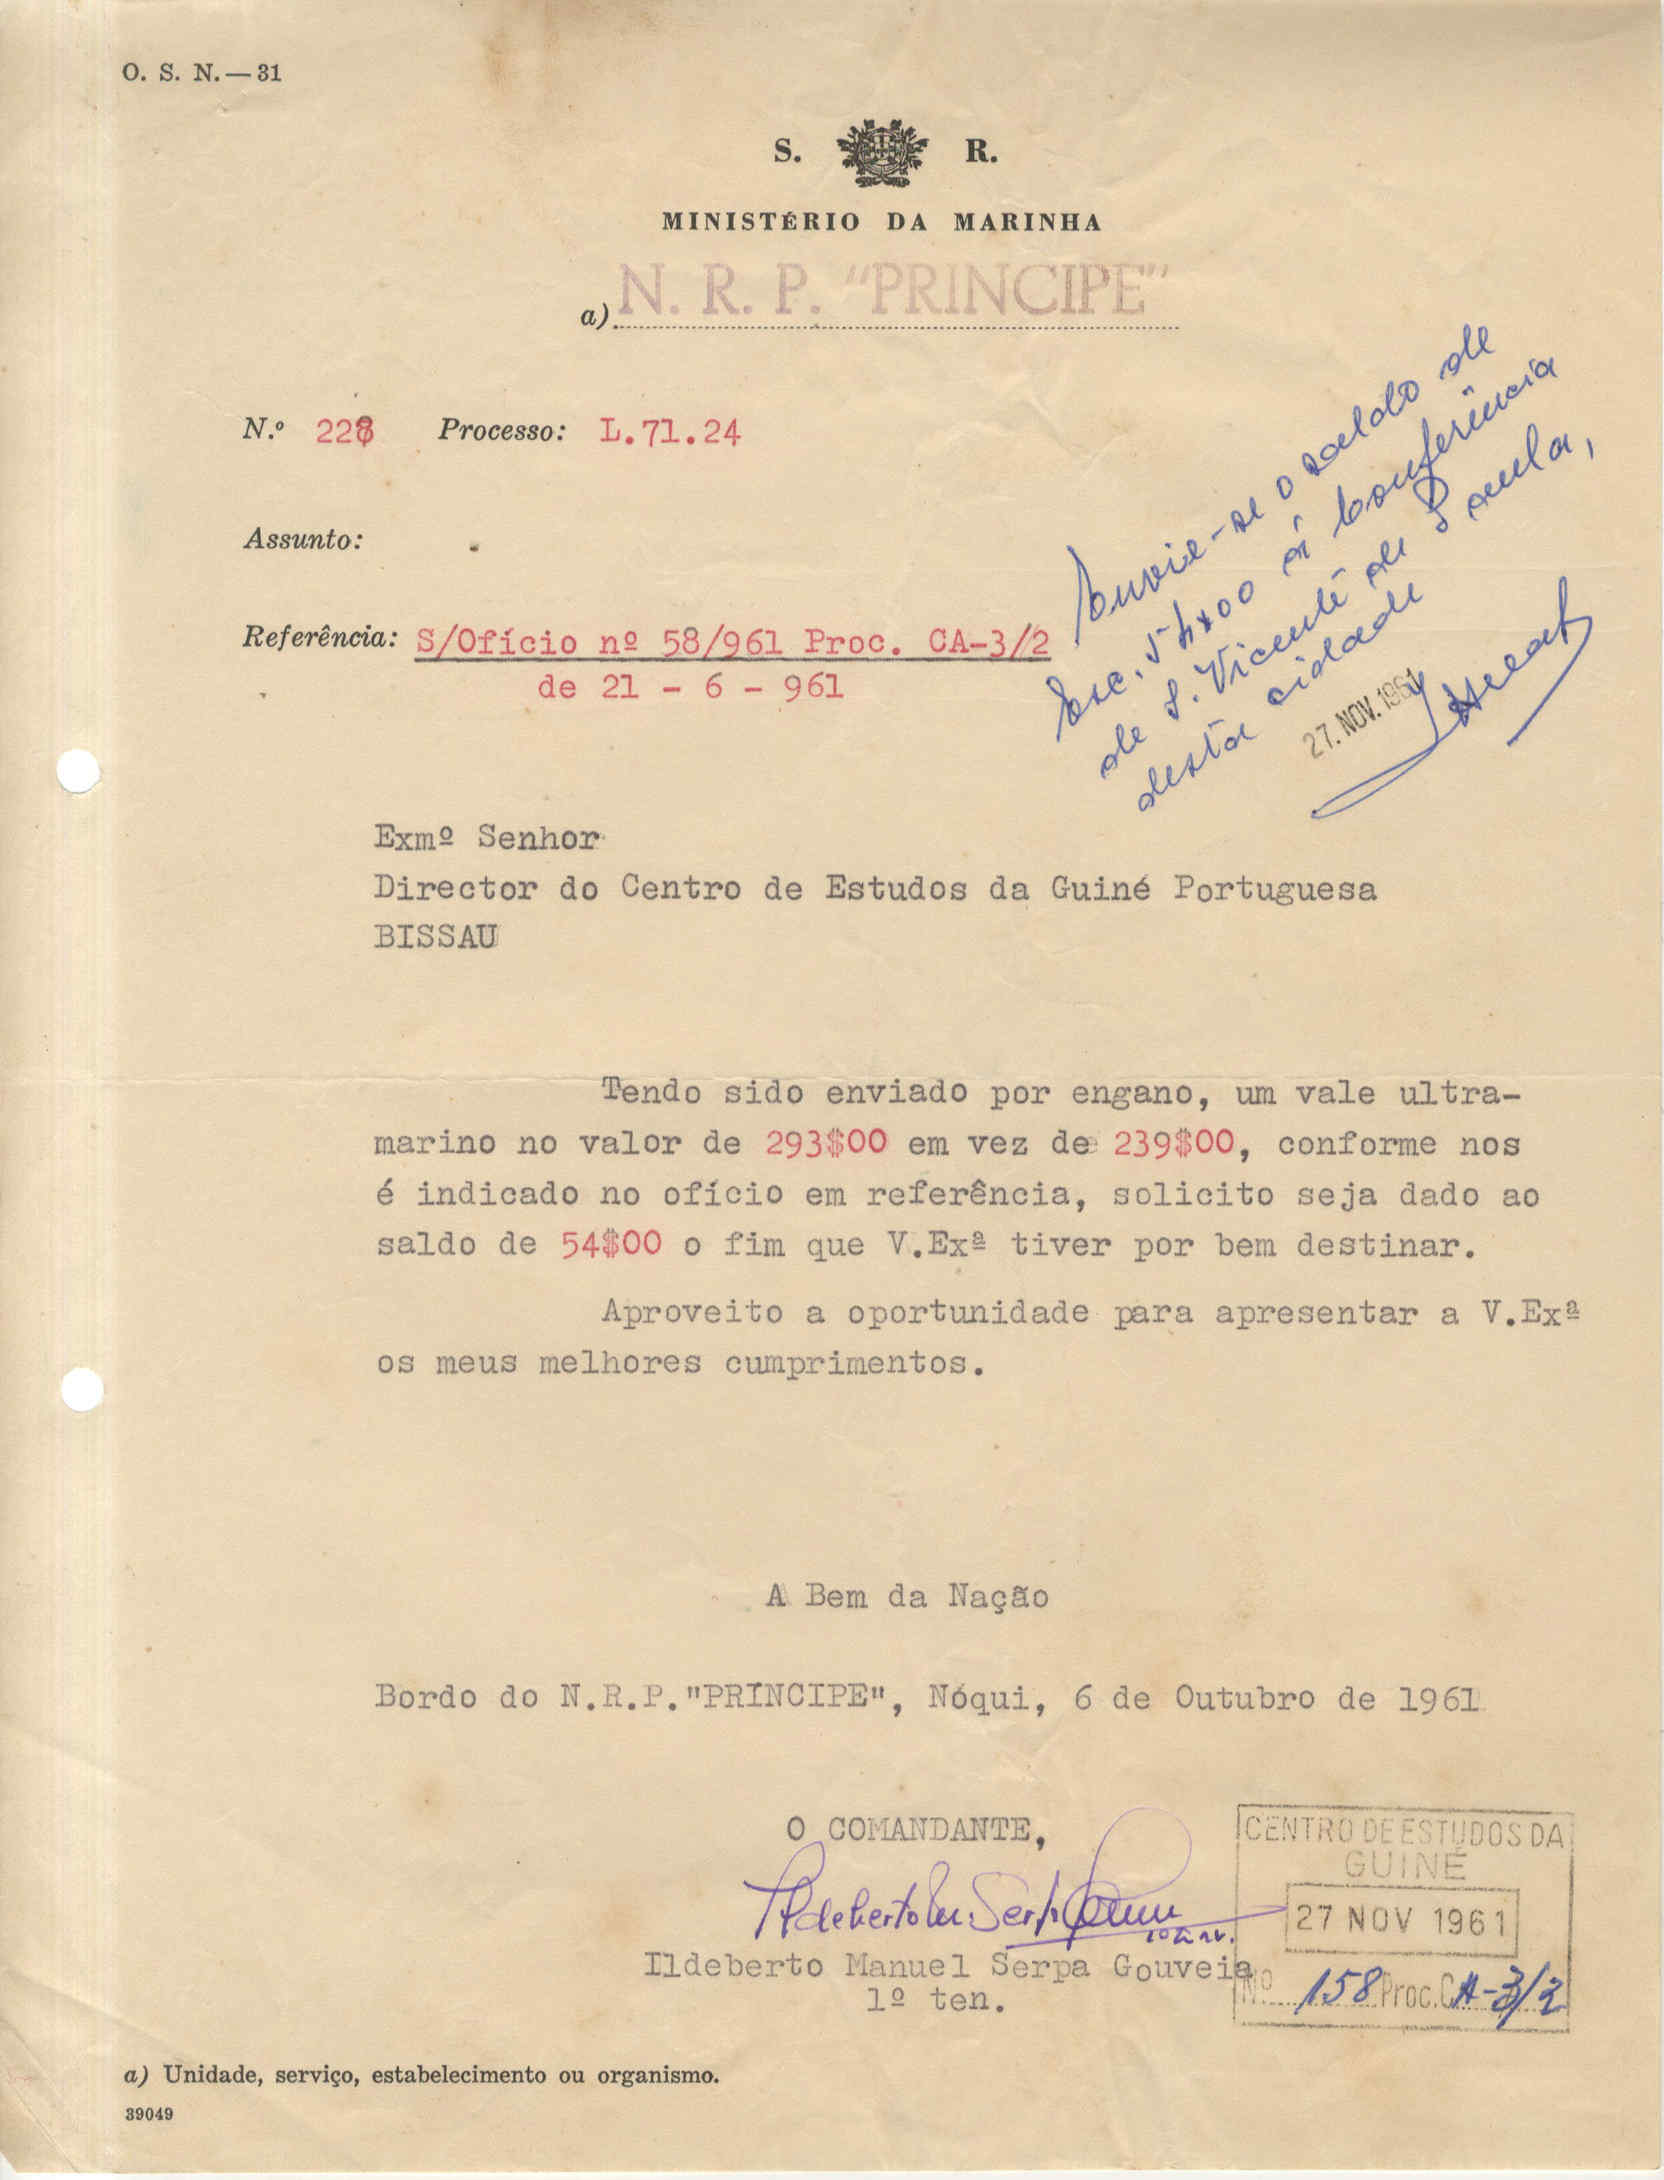 O. S. N. — 31
S. R.
MINISTÉRIO DA MARINHA
a) N. R. P. "PRINCIPE"
N.º 228 Processo: L.71.24
Assunto:
Referência: S/Ofício nº 58/961 Proc. CA-3/2
de 21 - 6 - 961
Envie-se o saldo de
Esc. 54$00 á Conferência
de S. Vicente de Paula,
desta cidade
27. NOV. 1961
Exmº Senhor
Director do Centro de Estudos da Guiné Portuguesa
BISSAU
Tendo sido enviado por engano, um vale ultra-
marino no valor de 293$00 em vez de 239$00, conforme nos
é indicado no ofício em referência, solicito seja dado ao
saldo de 54$00 o fim que V.Exª tiver por bem destinar.
Aproveito a oportunidade para apresentar a V.Exª
os meus melhores cumprimentos.
A Bem da Nação
Bordo do N.R.P."PRINCIPE", Nóqui, 6 de Outubro de 1961
O COMANDANTE,
Ildeberto Manuel Serpa Gouveia
1º ten.
CENTRO DE ESTUDOS DA
GUINÉ
27 NOV 1961
Nº 158 Proc. CA-3/2
a) Unidade, serviço, estabelecimento ou organismo.
39049